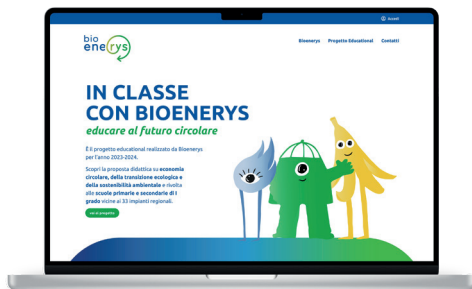 Accedi
bio
enerys
Bioenerys Progetto Educational Contatti
IN CLASSE
CON BIOENERYS
educare al futuro circolare
È il progetto educational realizzato da Bioenerys
per l'anno 2023-2024.
Scopri la proposta didattica su economia
circolare, della transizione ecologica e
della sostenibilità ambientale e rivolta
alle scuole primarie e secondarie di I
grado vicine ai 33 impianti regionali.
vai al progetto